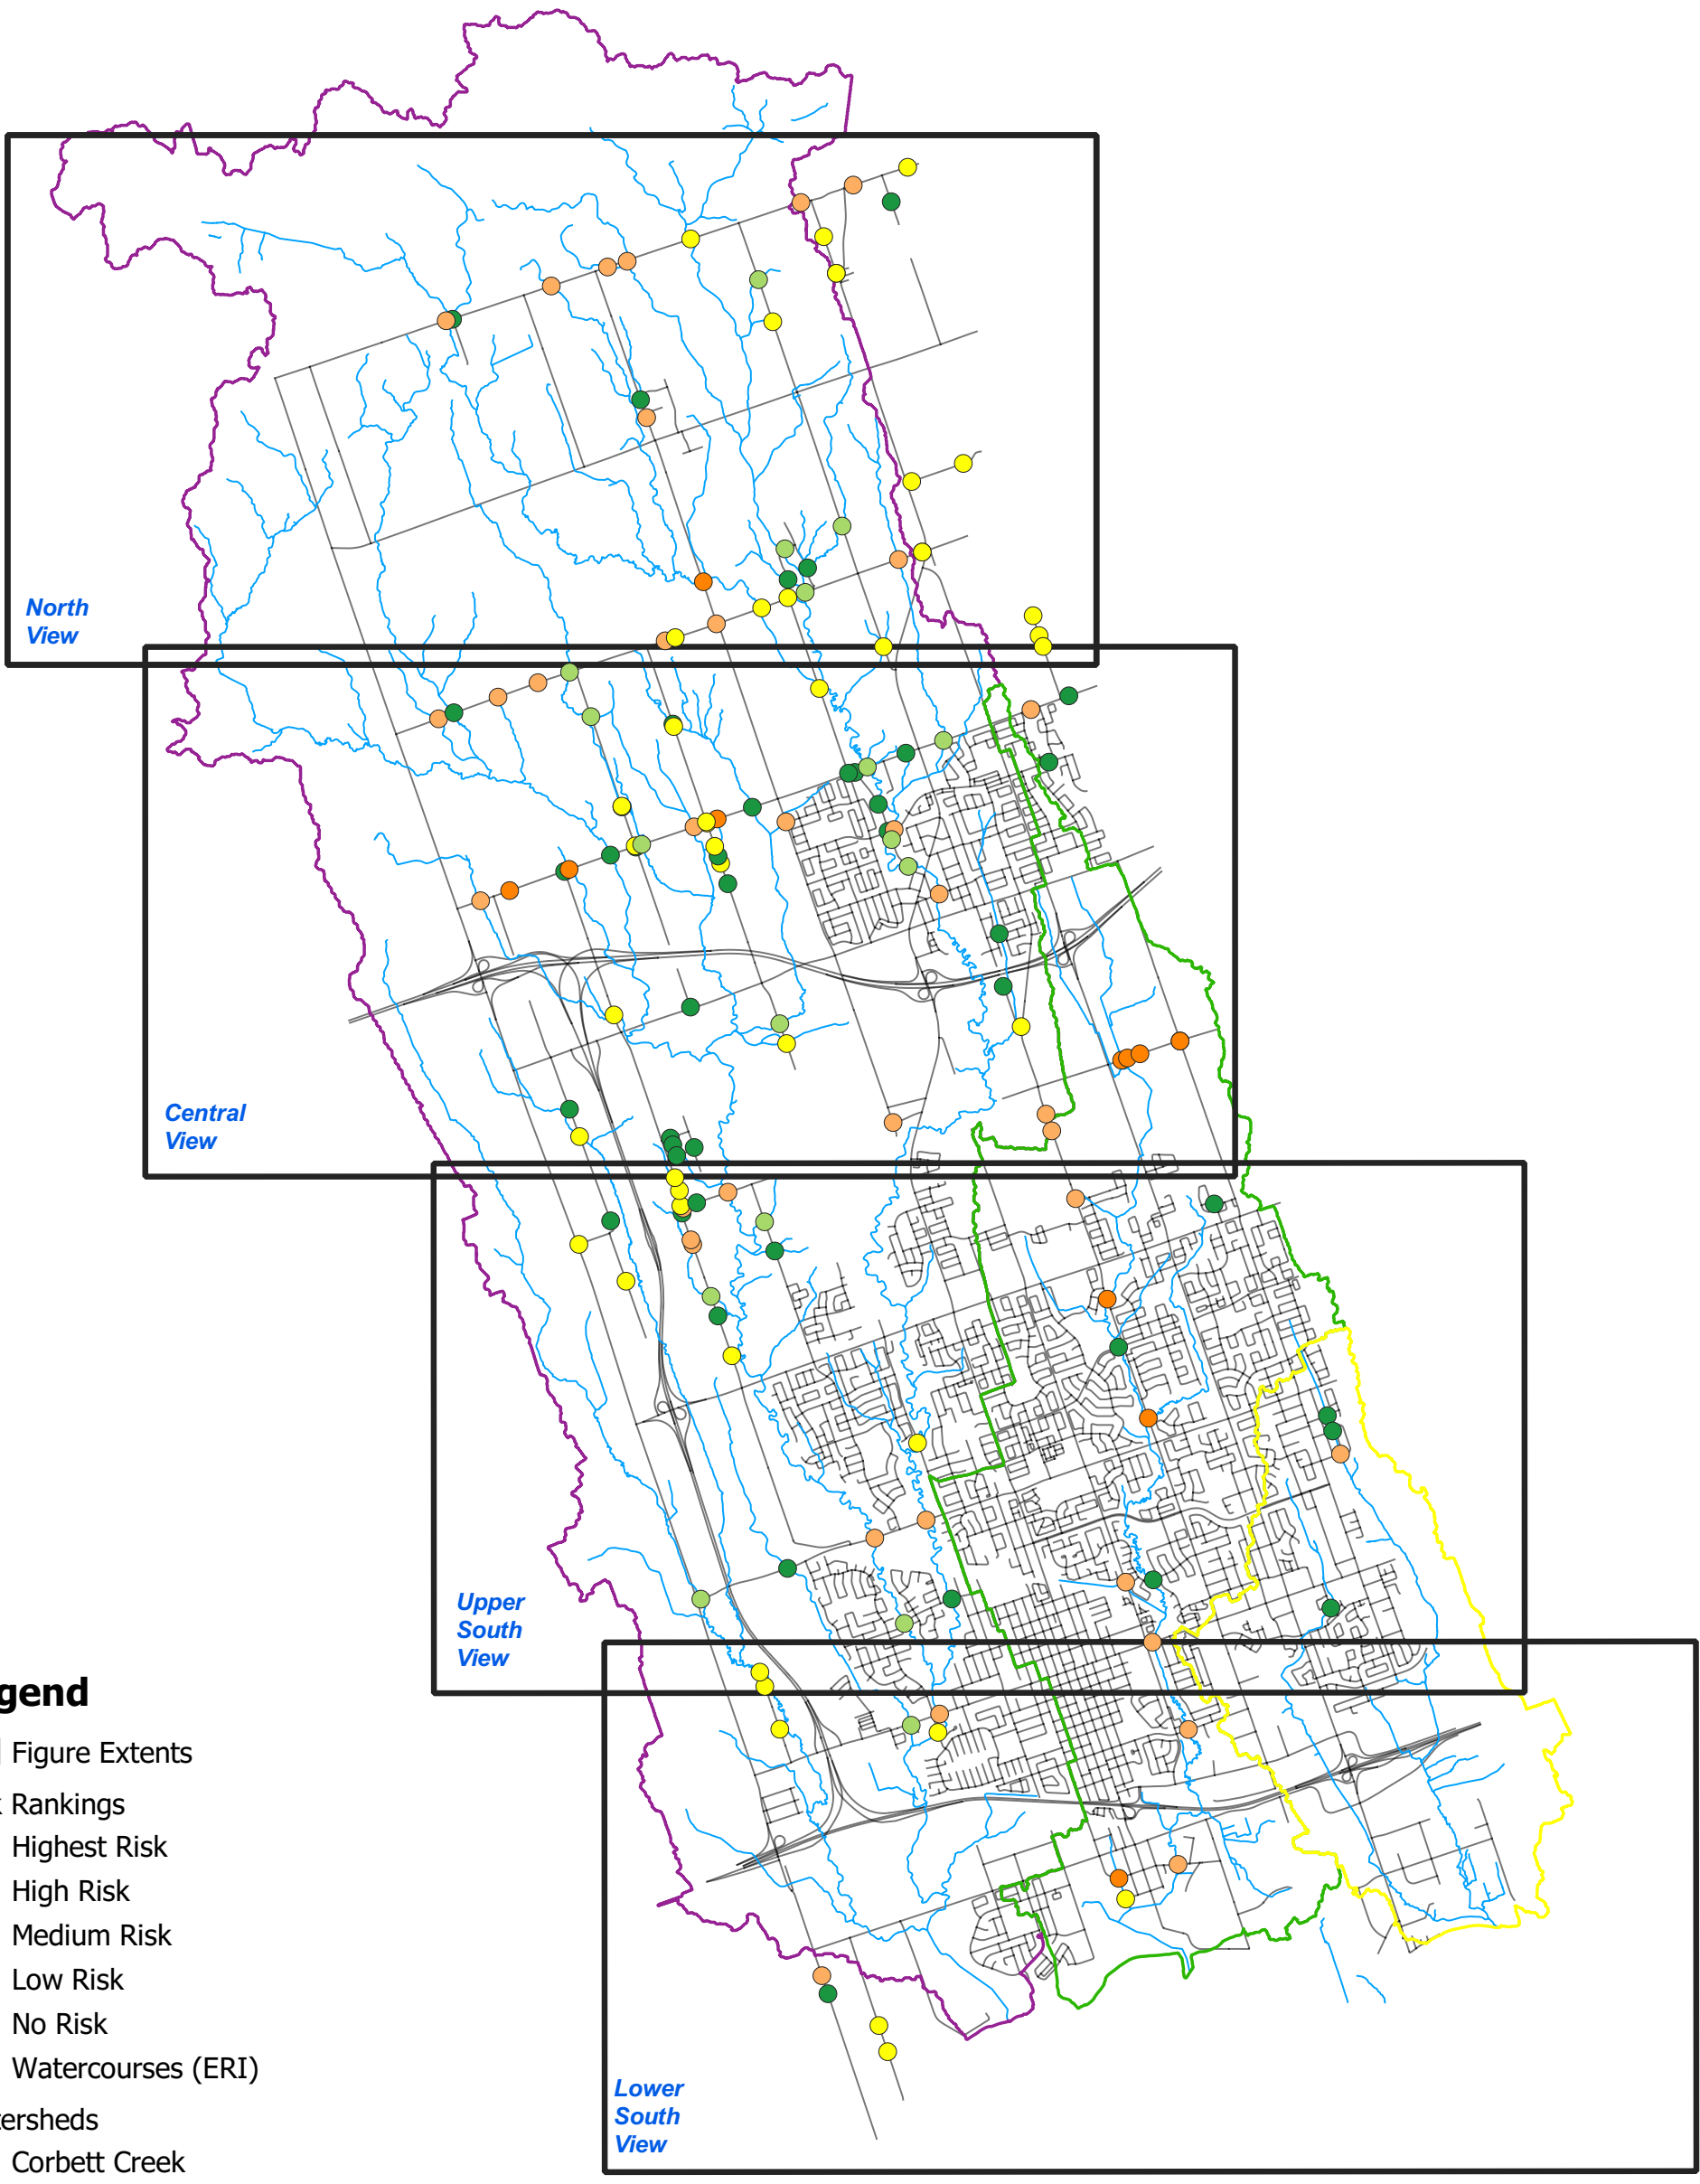 North
View
Central
View
Upper
South
View
Lower
South
View
gend
Figure Extents
Rankings
Highest Risk
High Risk
Medium Risk
Low Risk
No Risk
Watercourses (ERI)
tersheds
Corbett Creek